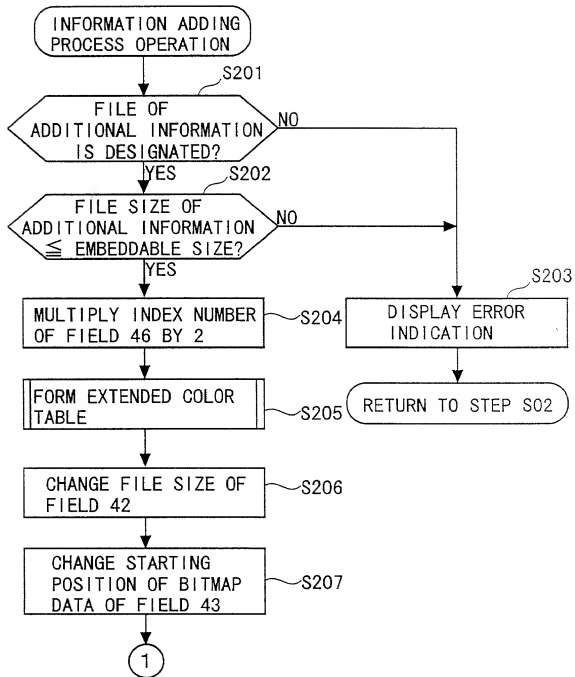 INFORMATION ADDING
PROCESS OPERATION
S201
FILE OF
ADDITIONAL INFORMATION
IS DESIGNATED?
NO
YES
S202
FILE SIZE OF
ADDITIONAL INFORMATION
≦ EMBEDDABLE SIZE?
NO
YES
S203
DISPLAY ERROR
INDICATION
RETURN TO STEP S02
MULTIPLY INDEX NUMBER
OF FIELD 46 BY 2
S204
FORM EXTENDED COLOR
TABLE
S205
CHANGE FILE SIZE OF
FIELD 42
S206
CHANGE STARTING
POSITION OF BITMAP
DATA OF FIELD 43
S207
1